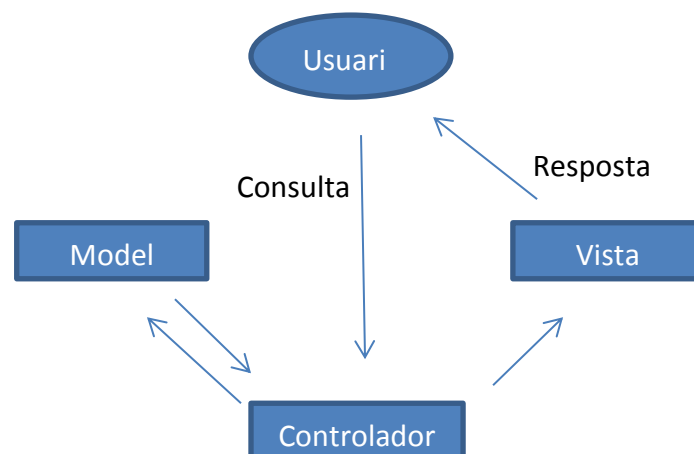 Usuari
Consulta
Resposta
Model
Vista
Controlador